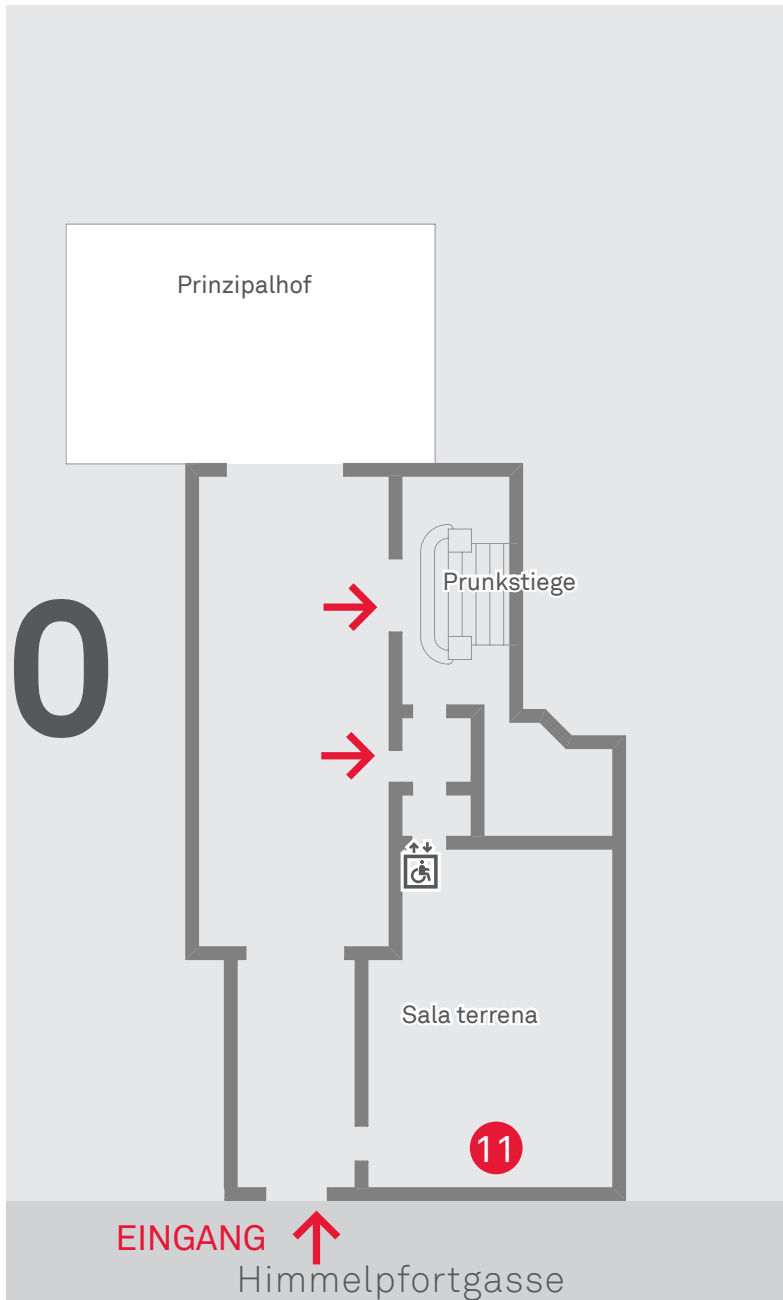 Prinzipalhof
Prunkstiege
0
Sala terrena
11
EINGANG
Himmelpfortgasse